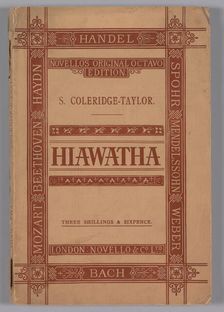 HANDEL
NOVELLO'S ORIGINAL OCTAVO
EDITION
HAYDN
BEETHOVEN
MOZART
S. COLERIDGE-TAYLOR.
HIAWATHA
THREE SHILLINGS & SIXPENCE.
SPOHR
MENDELSSOHN
WEBER
LONDON. NOVELLO & Co LTD
BACH